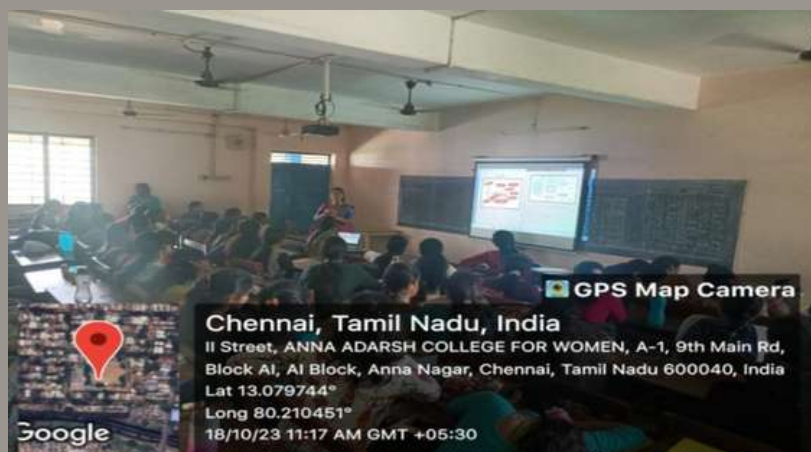 GPS Map Camera
Chennai, Tamil Nadu, India
II Street, ANNA ADARSH COLLEGE FOR WOMEN, A-1, 9th Main Rd,
Block AI, AI Block, Anna Nagar, Chennai, Tamil Nadu 600040, India
Lat 13.079744°
Long 80.210451°
18/10/23 11:17 AM GMT +05:30
Google